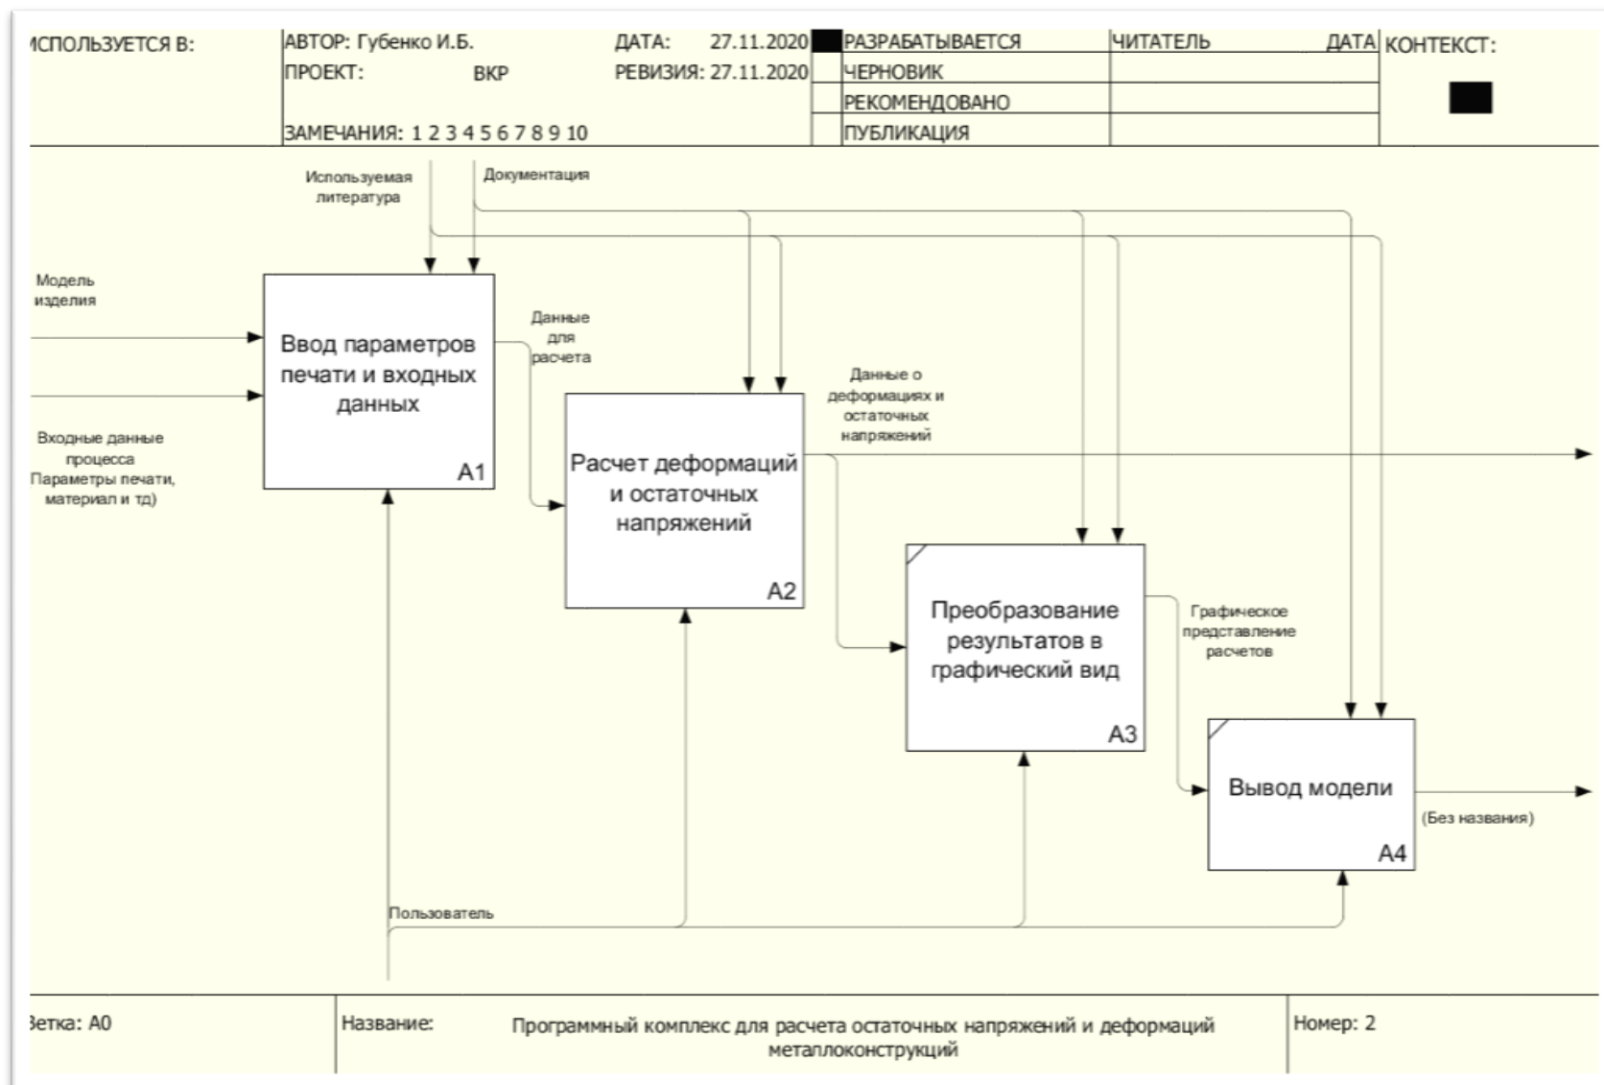 ИСПОЛЬЗУЕТСЯ В:
АВТОР: Губенко И.Б.
ДАТА: 27.11.2020
РАЗРАБАТЫВАЕТСЯ
ЧИТАТЕЛЬ
ДАТА
КОНТЕКСТ:
ПРОЕКТ: ВКР
РЕВИЗИЯ: 27.11.2020
ЧЕРНОВИК
РЕКОМЕНДОВАНО
ЗАМЕЧАНИЯ: 1 2 3 4 5 6 7 8 9 10
ПУБЛИКАЦИЯ
Используемая
литература
Документация
Модель
изделия
Ввод параметров
печати и входных
данных
A1
Данные
для
расчета
Входные данные
процесса
Параметры печати,
материал и тд)
Расчет деформаций
и остаточных
напряжений
A2
Данные о
деформациях и
остаточных
напряжений
Преобразование
результатов в
графический вид
A3
Графическое
представление
расчетов
Вывод модели
A4
(Без названия)
Пользователь
Ветка: A0
Название:
Программный комплекс для расчета остаточных напряжений и деформаций
металлоконструкций
Номер: 2